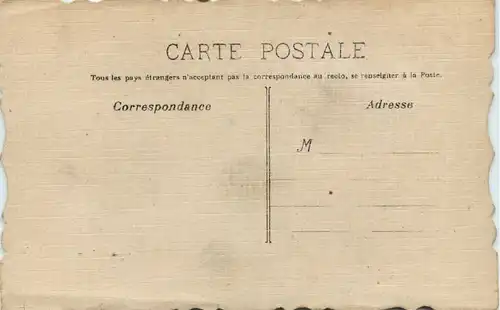 CARTE POSTALE
Tous les pays étrangers n'acceptant pas la correspondance au recto, se renseigner à la Poste.
Correspondance
Adresse
M